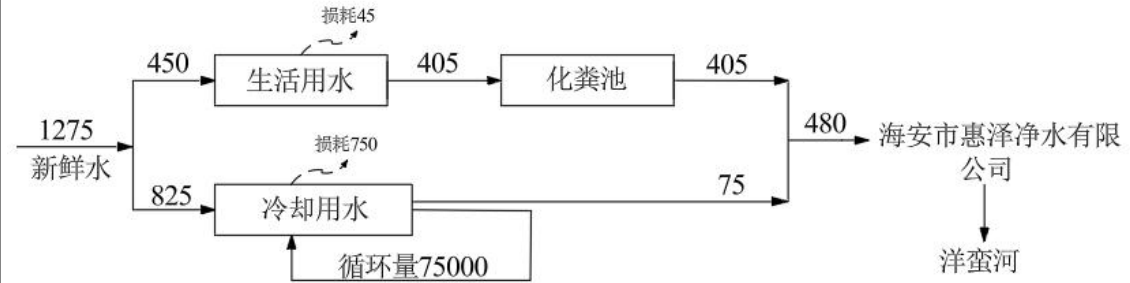 损耗45
450
生活用水
405
化粪池
405
1275
新鲜水
损耗750
480
海安市惠泽净水有限
公司
825
冷却用水
75
循环量75000
洋蛮河